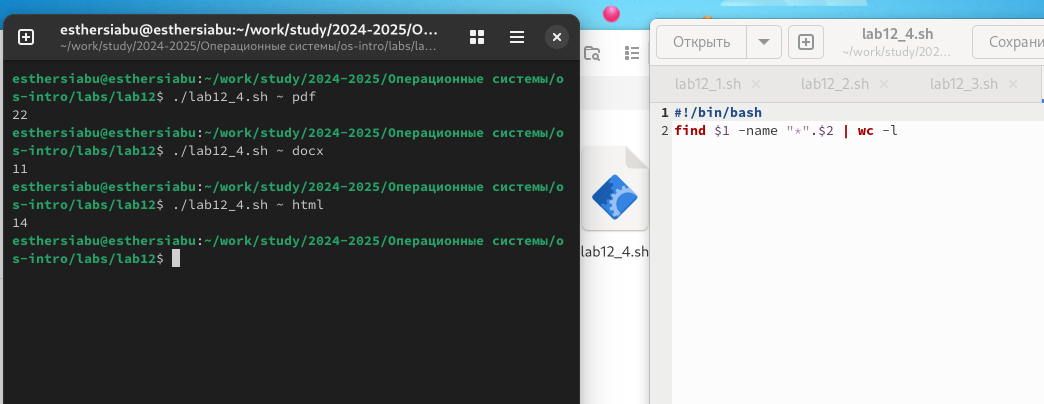 esthersiabu@esthersiabu:~/work/study/2024-2025/О...
~/work/study/2024-2025/Операционные системы/os-intro/labs/la...
esthersiabu@esthersiabu:~/work/study/2024-2025/Операционные системы/o
s-intro/labs/lab12$ ./lab12_4.sh ~ pdf
22
esthersiabu@esthersiabu:~/work/study/2024-2025/Операционные системы/o
s-intro/labs/lab12$ ./lab12_4.sh ~ docx
11
esthersiabu@esthersiabu:~/work/study/2024-2025/Операционные системы/o
s-intro/labs/lab12$ ./lab12_4.sh ~ html
14
esthersiabu@esthersiabu:~/work/study/2024-2025/Операционные системы/o
s-intro/labs/lab12$
lab12_4.sh
Открыть
lab12_4.sh
~/work/study/202...
Сохрани
lab12_1.sh × lab12_2.sh × lab12_3.sh ×
1 #!/bin/bash
2 find $1 -name "*".$2 | wc -l